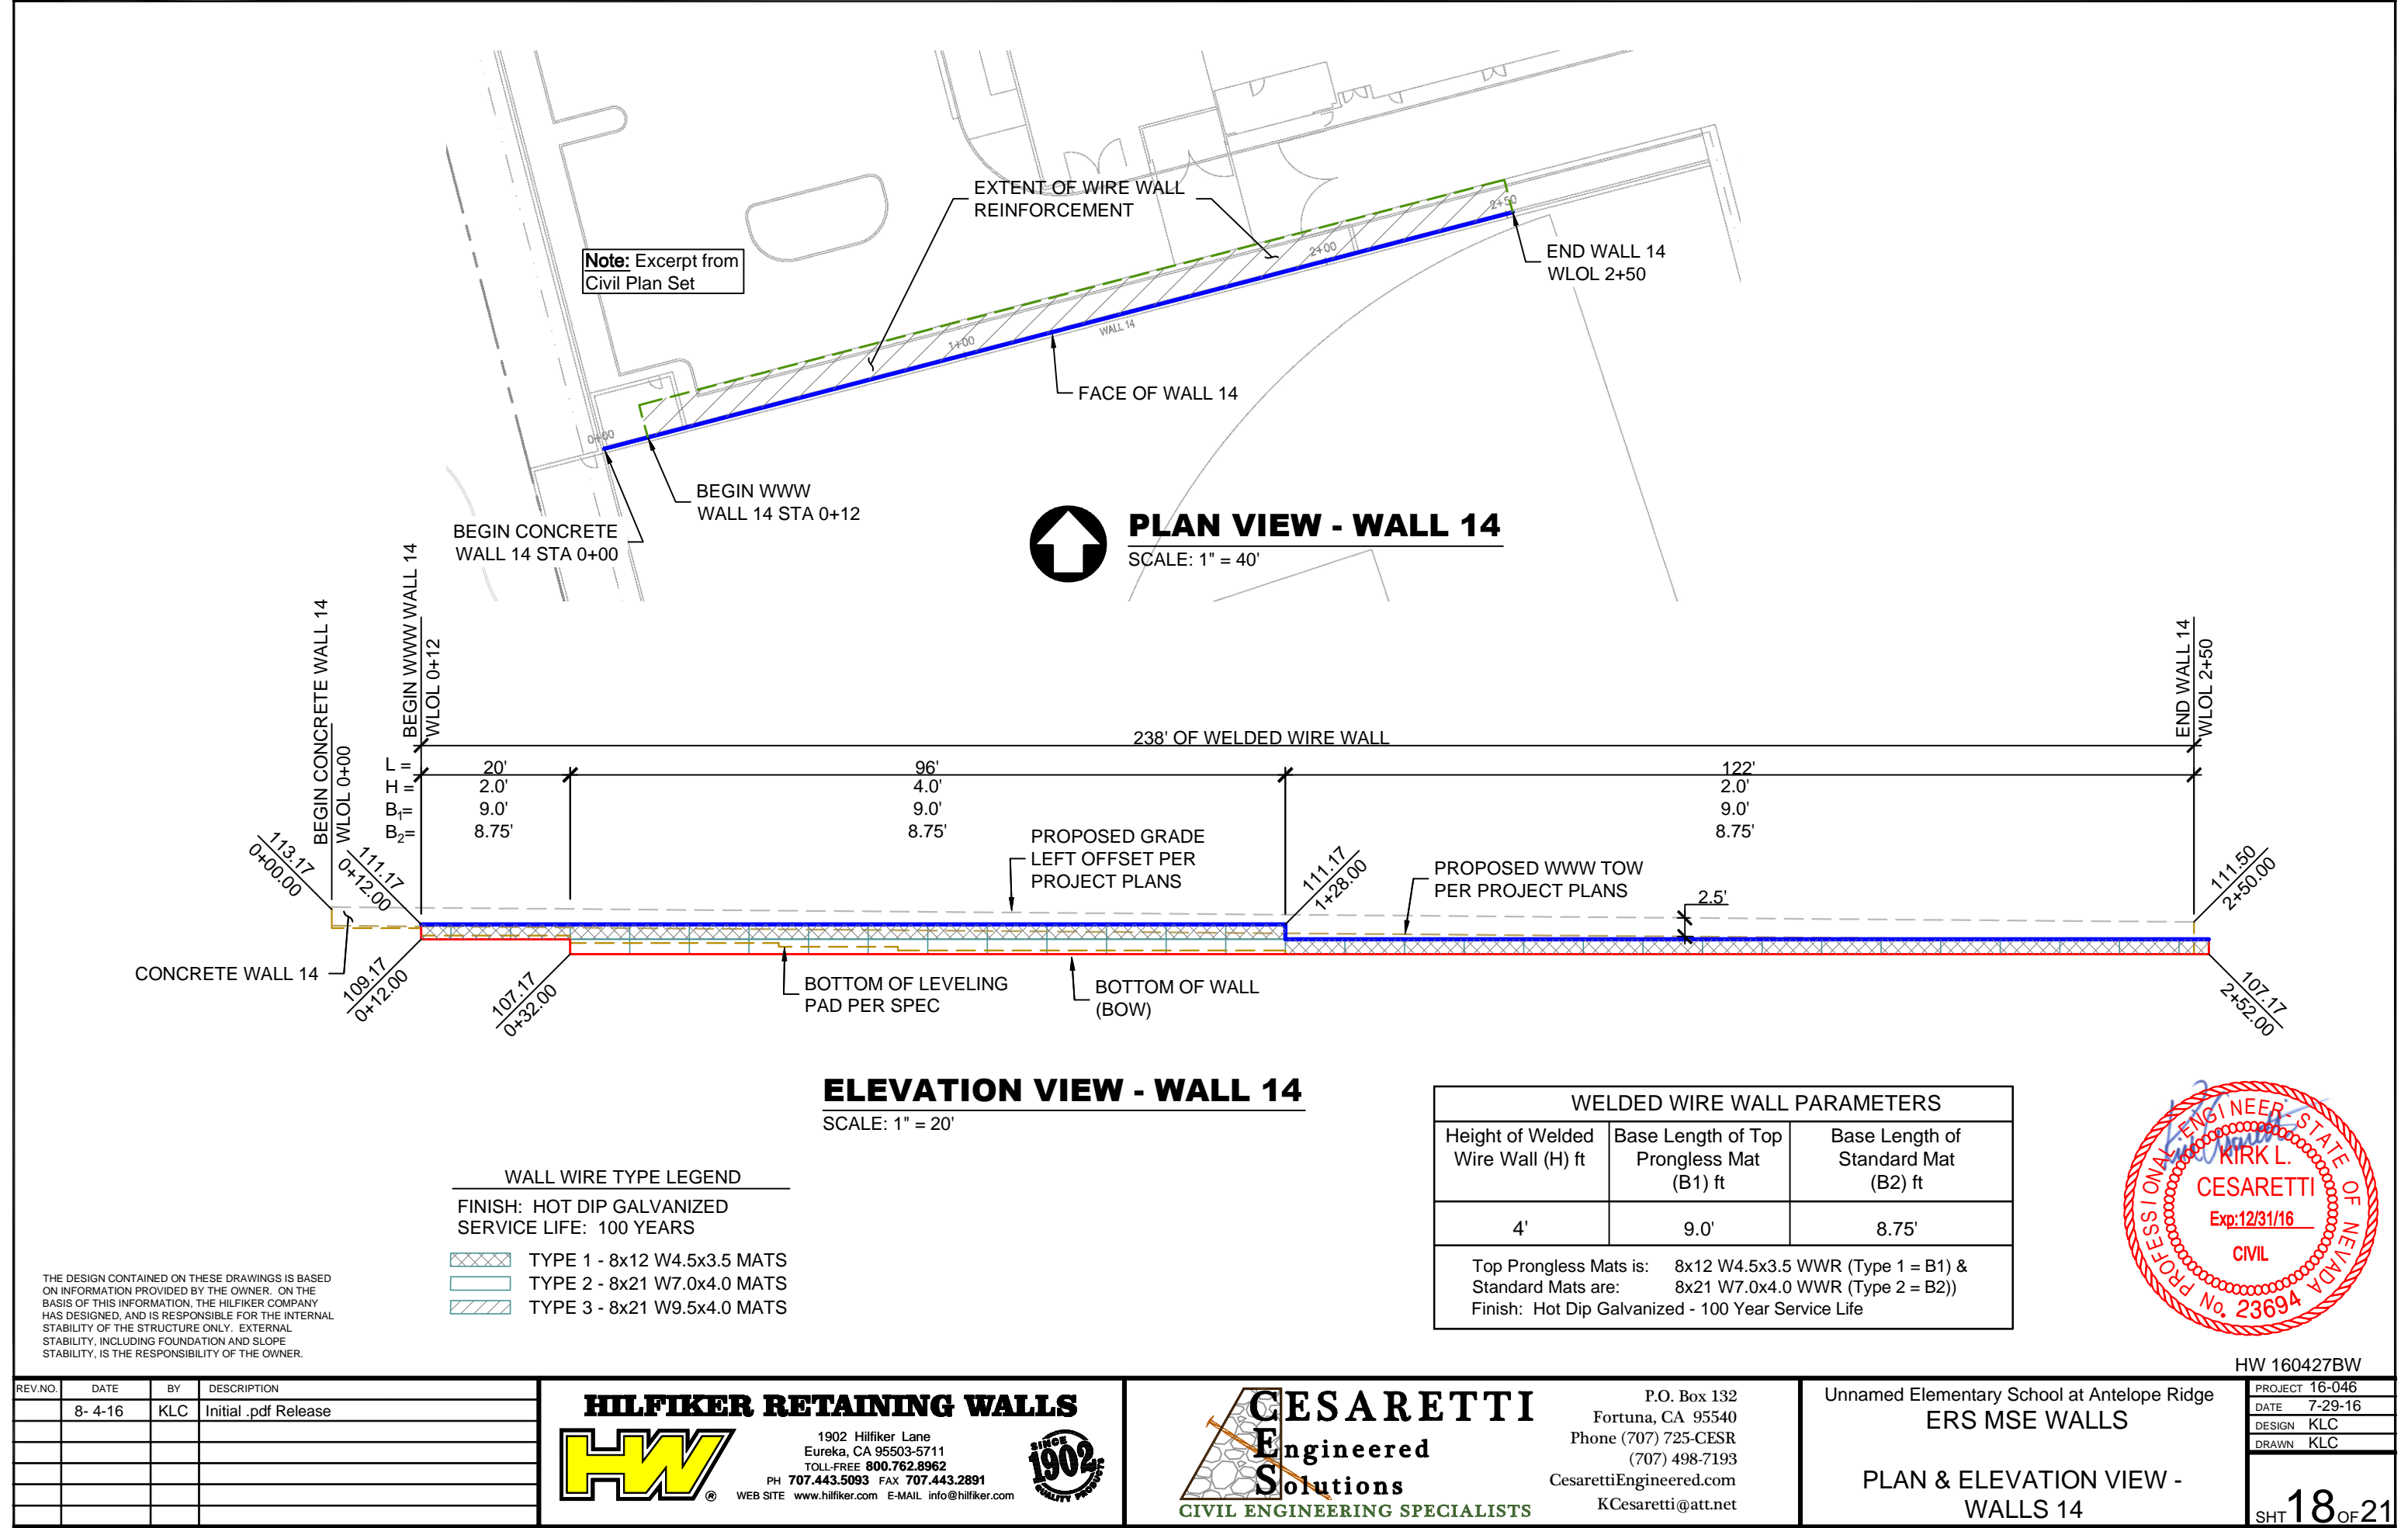 EXTENT OF WIRE WALL
REINFORCEMENT
Note: Excerpt from
Civil Plan Set
2+50
2+00
1+00
0+00
WALL 14
END WALL 14
WLOL 2+50
FACE OF WALL 14
BEGIN WWW
WALL 14 STA 0+12
BEGIN CONCRETE
WALL 14 STA 0+00
PLAN VIEW - WALL 14
SCALE: 1" = 40'
BEGIN CONCRETE WALL 14
WLOL 0+00
BEGIN WWW WALL 14
WLOL 0+12
END WALL 14
WLOL 2+50
238' OF WELDED WIRE WALL
L = 20' 96' 122'
H = 2.0' 4.0' 2.0'
B1= 9.0' 9.0' 9.0'
B2= 8.75' 8.75' 8.75'
113.17
0+00.00
111.17
0+12.00
PROPOSED GRADE
LEFT OFFSET PER
PROJECT PLANS
111.17
1+28.00
PROPOSED WWW TOW
PER PROJECT PLANS
2.5'
111.50
2+50.00
CONCRETE WALL 14
109.17
0+12.00
107.17
0+32.00
BOTTOM OF LEVELING
PAD PER SPEC
BOTTOM OF WALL
(BOW)
107.17
2+52.00
ELEVATION VIEW - WALL 14
SCALE: 1" = 20'
WALL WIRE TYPE LEGEND
FINISH: HOT DIP GALVANIZED
SERVICE LIFE: 100 YEARS
TYPE 1 - 8x12 W4.5x3.5 MATS
TYPE 2 - 8x21 W7.0x4.0 MATS
TYPE 3 - 8x21 W9.5x4.0 MATS
WELDED WIRE WALL PARAMETERS
Height of Welded
Wire Wall (H) ft
Base Length of Top
Prongless Mat
(B1) ft
Base Length of
Standard Mat
(B2) ft
4' 9.0' 8.75'
Top Prongless Mats is: 8x12 W4.5x3.5 WWR (Type 1 = B1) &
Standard Mats are: 8x21 W7.0x4.0 WWR (Type 2 = B2))
Finish: Hot Dip Galvanized - 100 Year Service Life
PROFESSIONAL ENGINEER - STATE OF NEVADA
KIRK L.
CESARETTI
Exp:12/31/16
CIVIL
No. 23694
THE DESIGN CONTAINED ON THESE DRAWINGS IS BASED
ON INFORMATION PROVIDED BY THE OWNER. ON THE
BASIS OF THIS INFORMATION, THE HILFIKER COMPANY
HAS DESIGNED, AND IS RESPONSIBLE FOR THE INTERNAL
STABILITY OF THE STRUCTURE ONLY. EXTERNAL
STABILITY, INCLUDING FOUNDATION AND SLOPE
STABILITY, IS THE RESPONSIBILITY OF THE OWNER.
HW 160427BW
REV.NO. DATE BY DESCRIPTION
8- 4-16 KLC Initial .pdf Release
HILFIKER RETAINING WALLS
HW ®
1902 Hilfiker Lane
Eureka, CA 95503-5711
TOLL-FREE 800.762.8962
PH 707.443.5093 FAX 707.443.2891
WEB SITE www.hilfiker.com E-MAIL info@hilfiker.com
SINCE
1902
QUALITY PRODUCTS
CESARETTI
Engineered
Solutions
CIVIL ENGINEERING SPECIALISTS
P.O. Box 132
Fortuna, CA 95540
Phone (707) 725-CESR
(707) 498-7193
CesarettiEngineered.com
KCesaretti@att.net
Unnamed Elementary School at Antelope Ridge
ERS MSE WALLS
PLAN & ELEVATION VIEW -
WALLS 14
PROJECT 16-046
DATE 7-29-16
DESIGN KLC
DRAWN KLC
SHT 18 OF 21